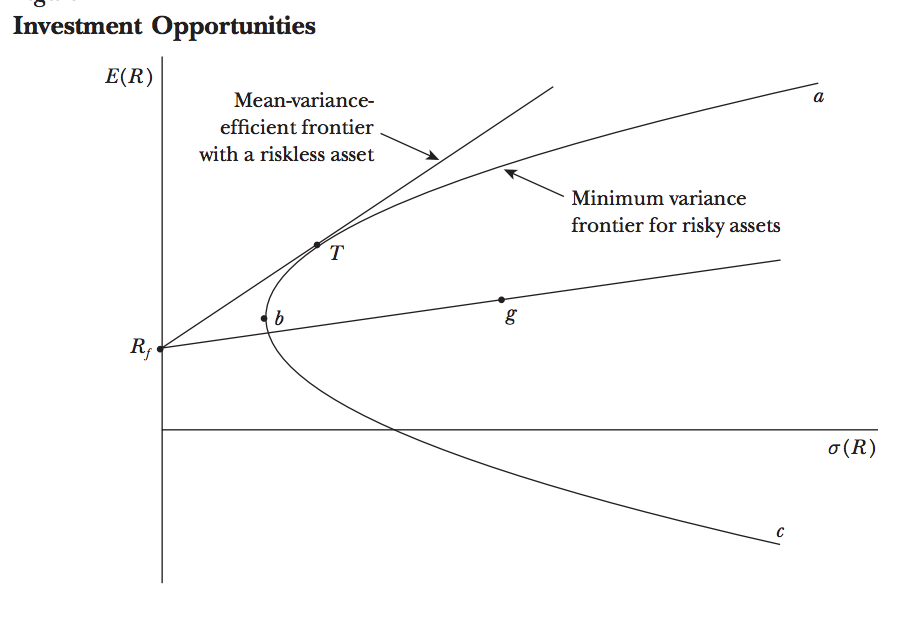 Investment Opportunities
E(R)
Mean-variance-
efficient frontier
with a riskless asset
a
Minimum variance
frontier for risky assets
T
g
b
R_f
σ(R)
c